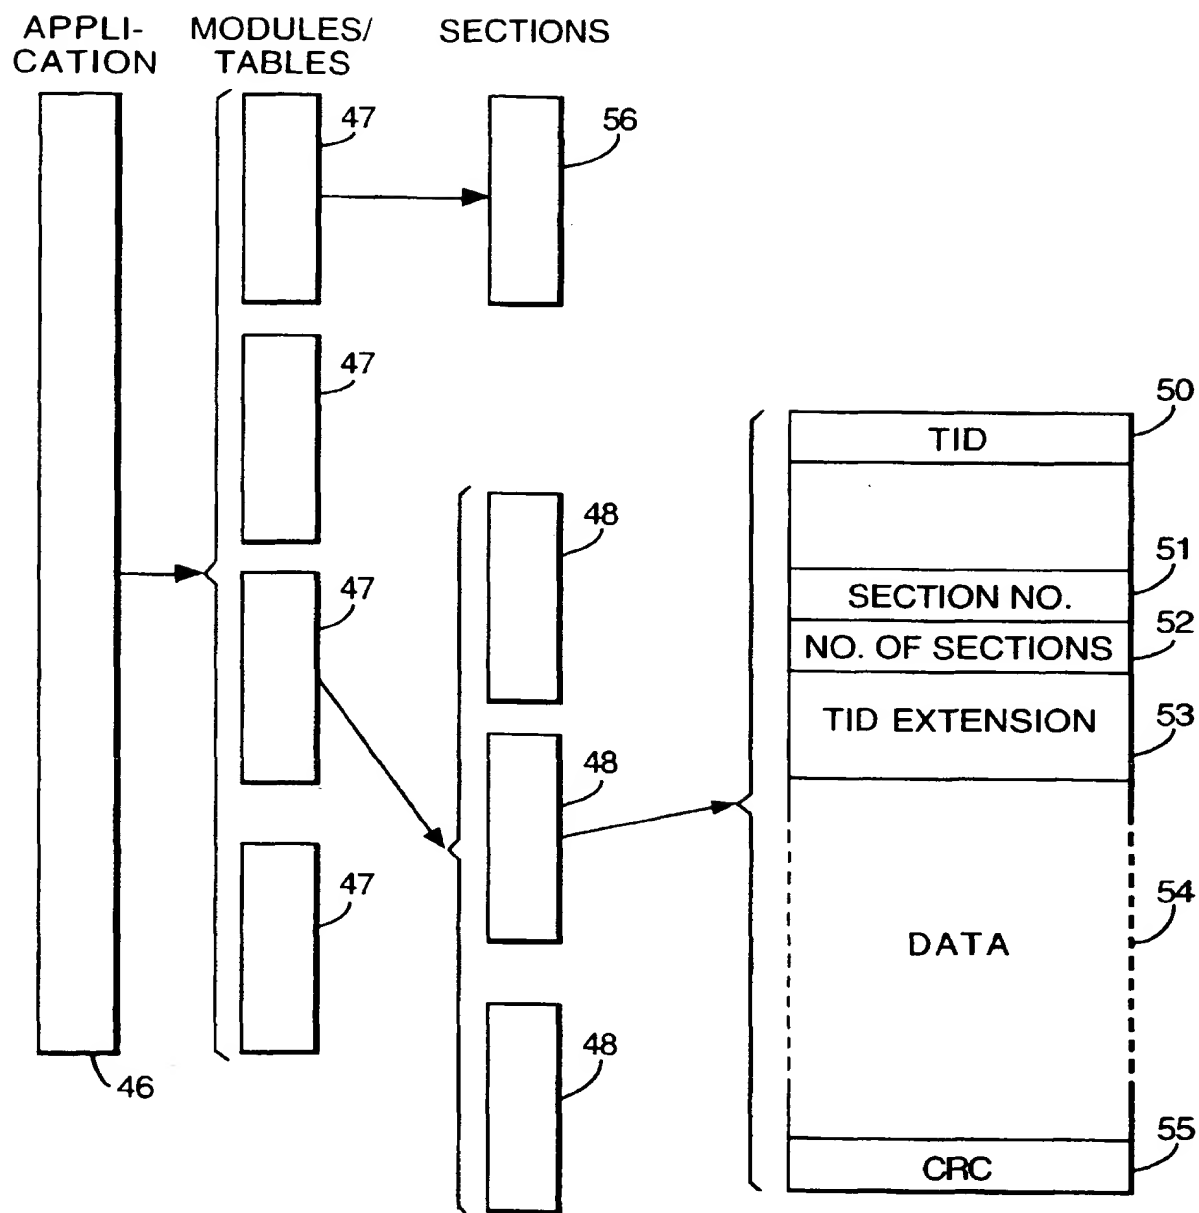 APPLI-
CATION
MODULES/
TABLES
SECTIONS
47
56
47
50
TID
48
51
SECTION NO.
47
52
NO. OF SECTIONS
53
TID EXTENSION
48
47
54
DATA
48
46
55
CRC